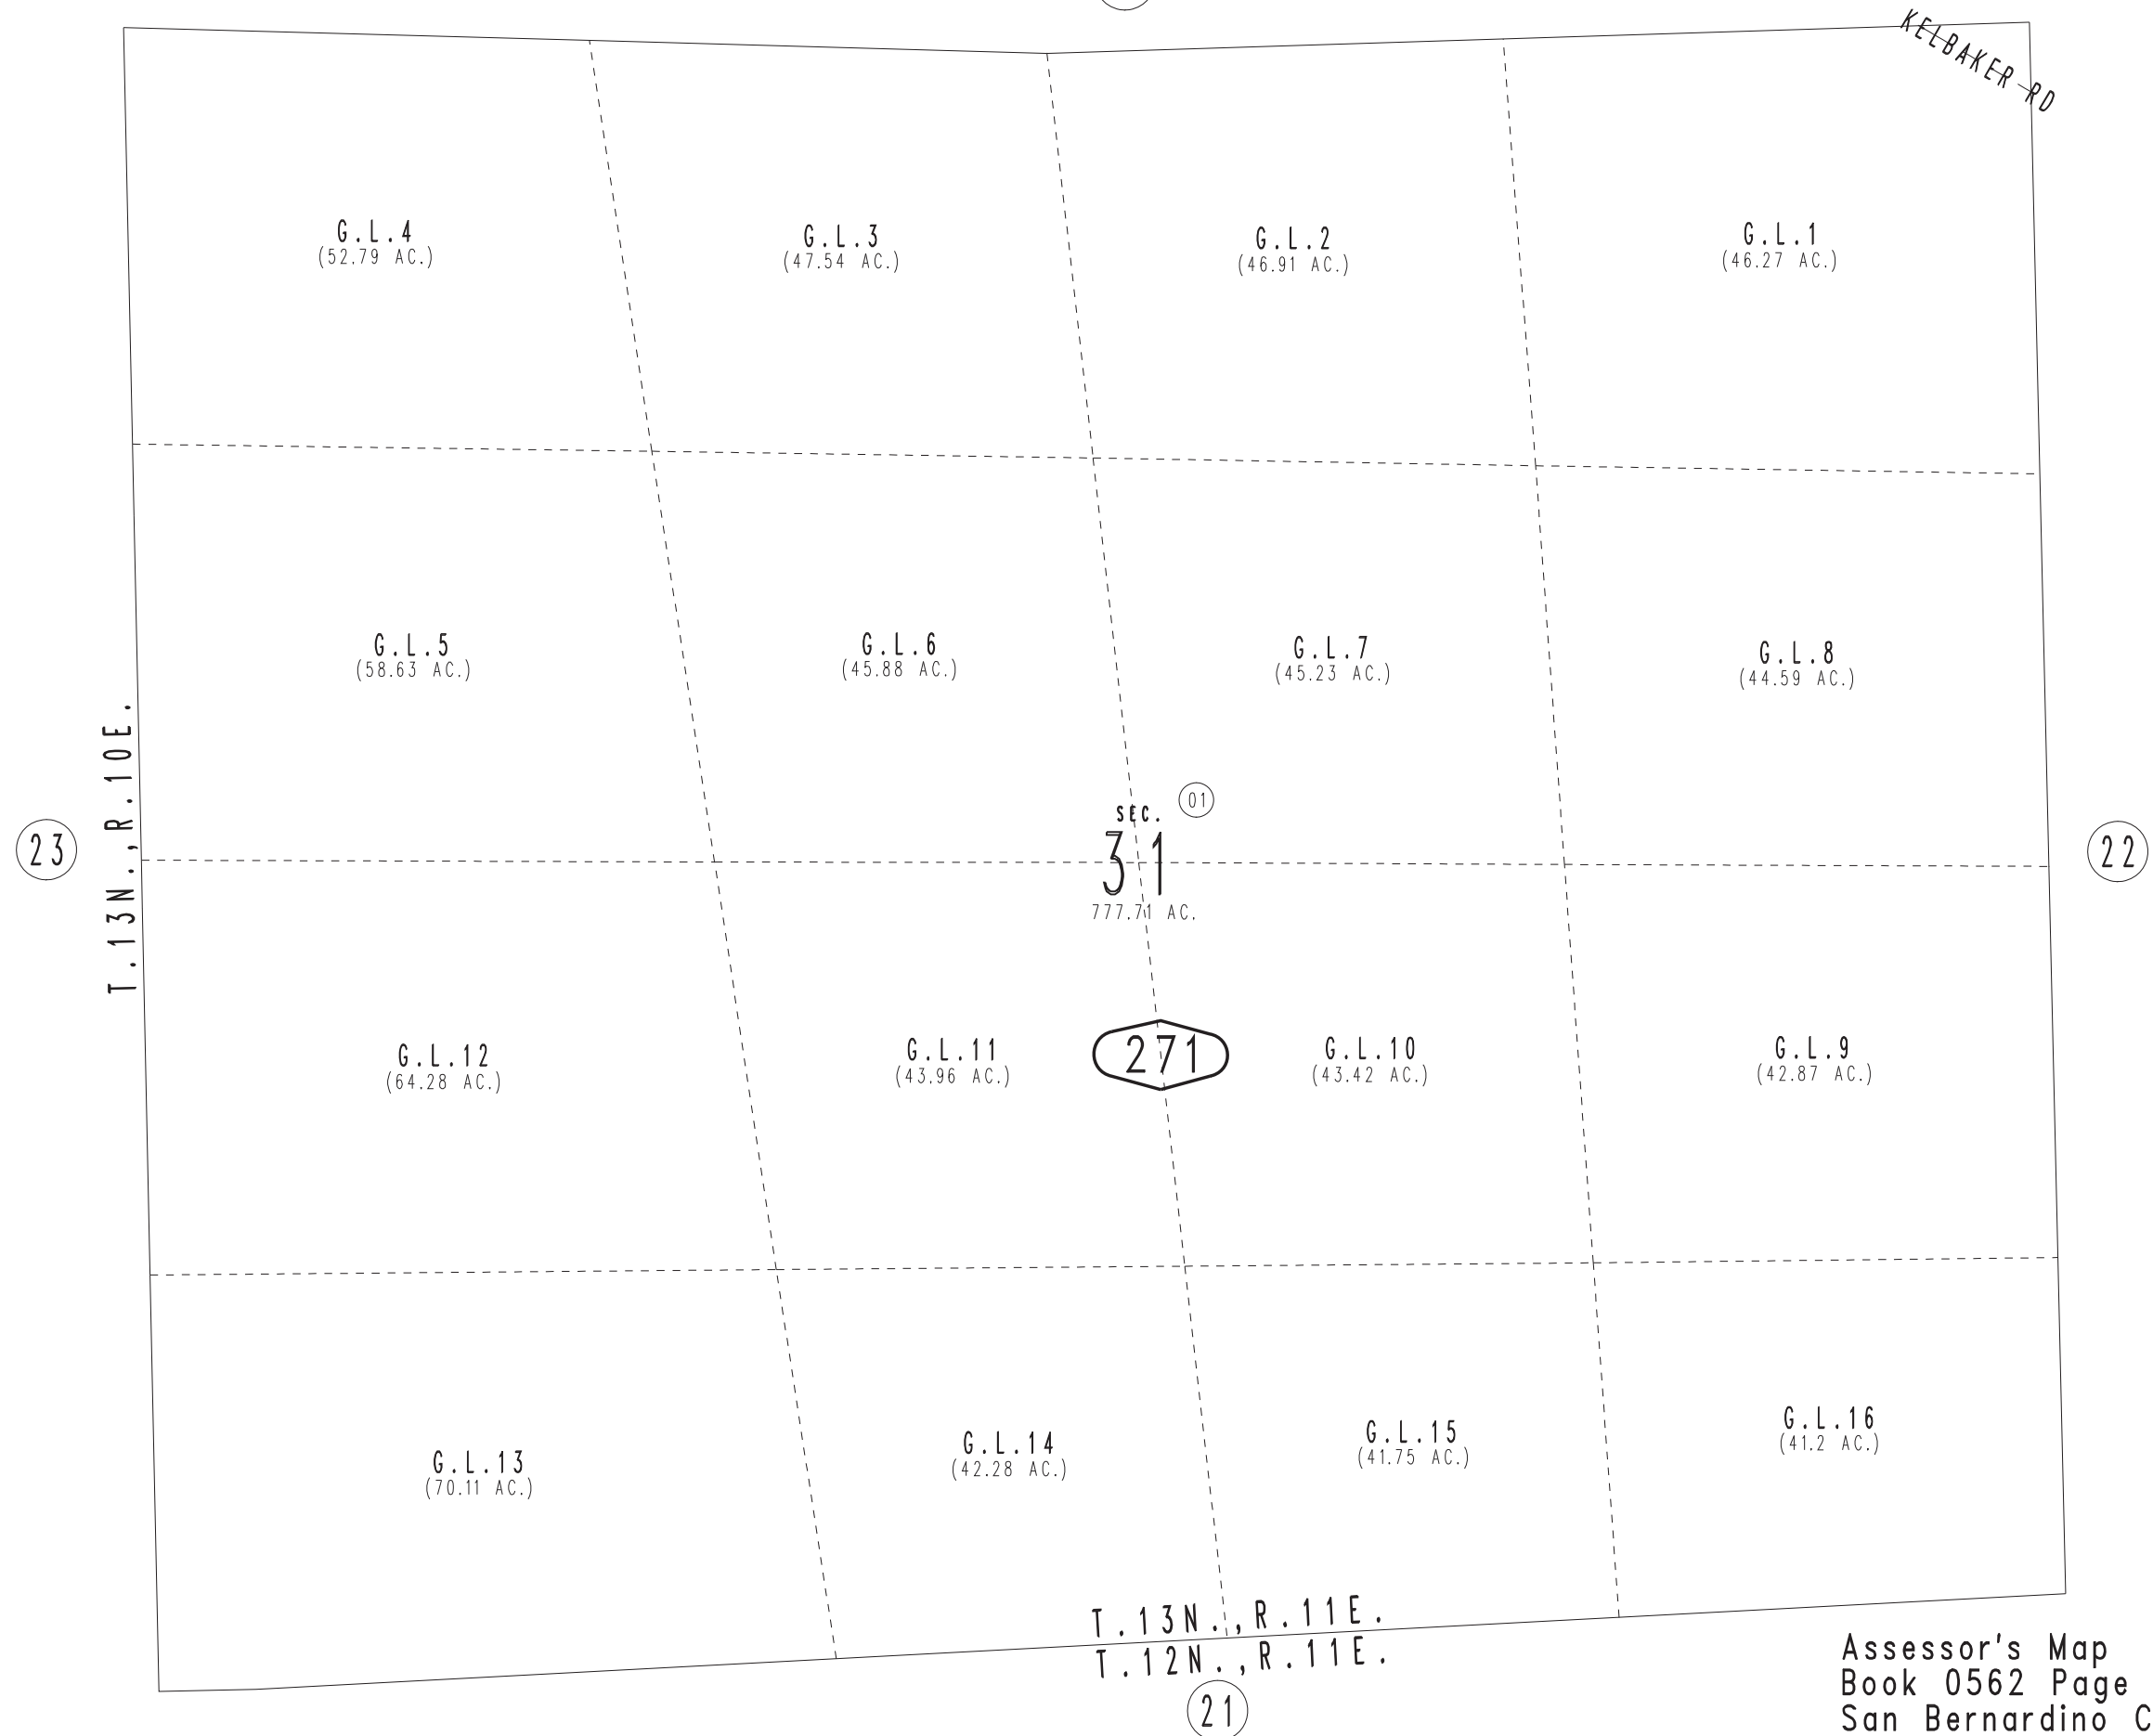 KELBAKER RD
G.L.4
(52.79 AC.)
G.L.3
(47.54 AC.)
G.L.2
(46.91 AC.)
G.L.1
(46.27 AC.)
G.L.5
(58.63 AC.)
G.L.6
(45.88 AC.)
G.L.7
(45.23 AC.)
G.L.8
(44.59 AC.)
T.13N.,R.10E.
23
SEC.
01
31
777.71 AC.
22
G.L.12
(64.28 AC.)
G.L.11
(43.96 AC.)
271
G.L.10
(43.42 AC.)
G.L.9
(42.87 AC.)
G.L.13
(70.11 AC.)
G.L.14
(42.28 AC.)
G.L.15
(41.75 AC.)
G.L.16
(41.2 AC.)
T.13N.,R.11E.
T.12N.,R.11E.
21
Assessor's Map
Book 0562 Page
San Bernardino C